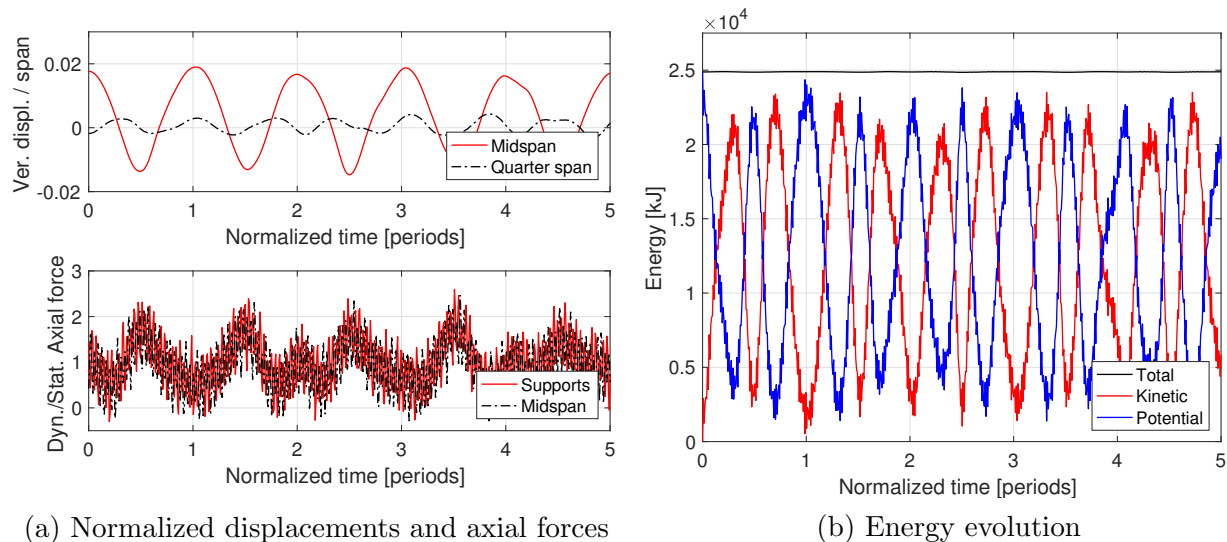 0.02
0
-0.02
Ver. displ. / span
Midspan
Quarter span
0 1 2 3 4 5
Normalized time [periods]
3
2
1
0
Dyn./Stat. Axial force
Supports
Midspan
0 1 2 3 4 5
Normalized time [periods]
(a) Normalized displacements and axial forces
×10⁴
2.5
2
1.5
1
0.5
0
Energy [kJ]
Total
Kinetic
Potential
0 1 2 3 4 5
Normalized time [periods]
(b) Energy evolution